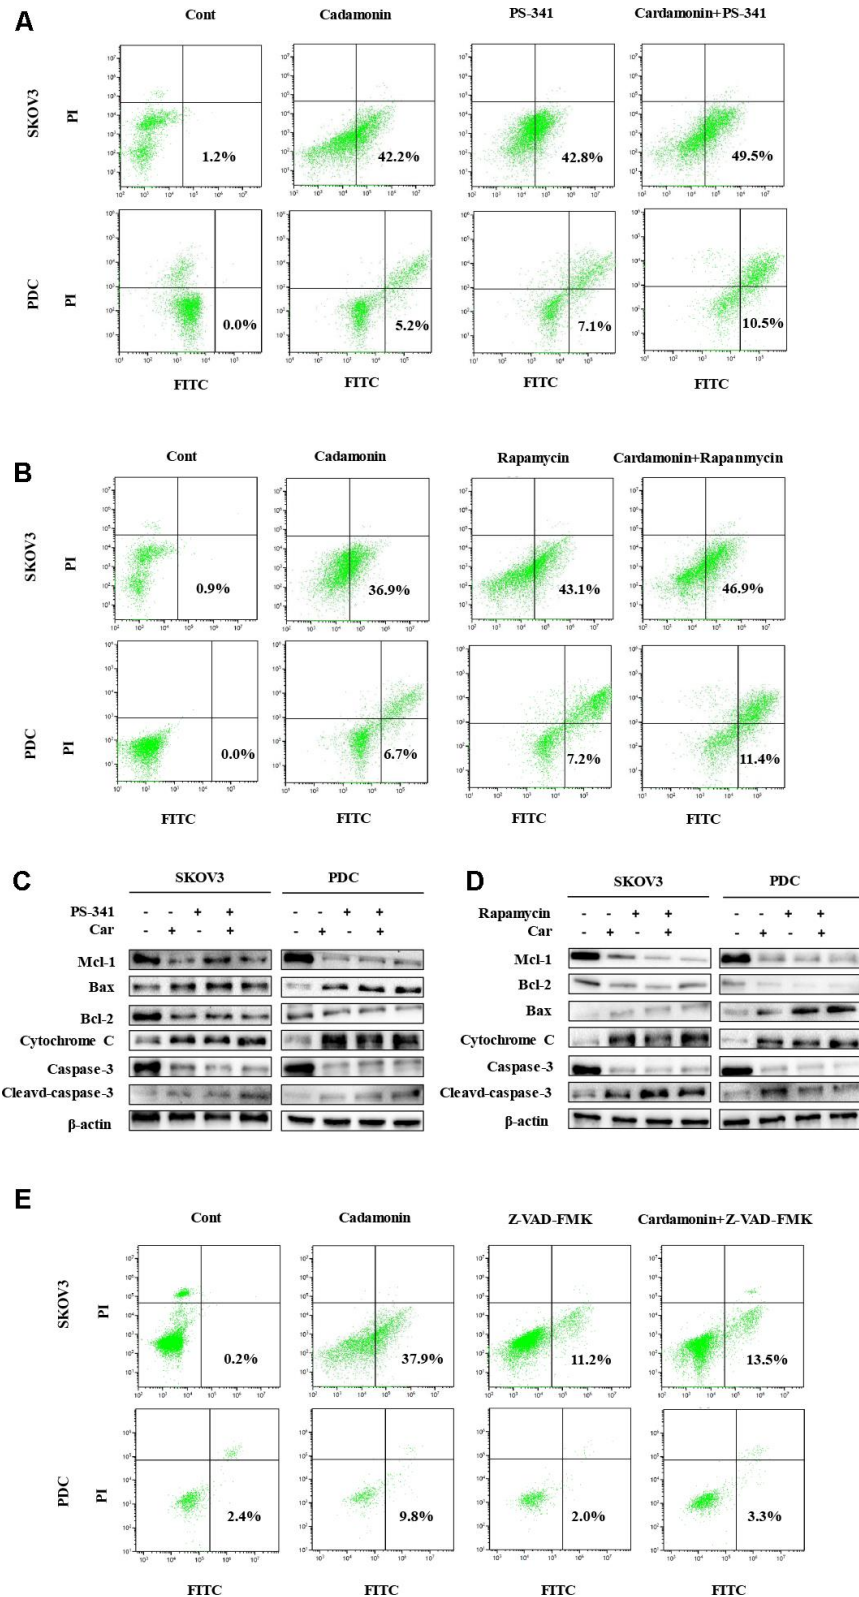 A
Cont Cadamonin PS-341 Cardamonin+PS-341
SKOV3 PI 1.2% 42.2% 42.8% 49.5%
PDC PI 0.0% 5.2% 7.1% 10.5%
FITC FITC FITC FITC
B
Cont Cadamonin Rapamycin Cardamonin+Rapanmycin
SKOV3 PI 0.9% 36.9% 43.1% 46.9%
PDC PI 0.0% 6.7% 7.2% 11.4%
FITC FITC FITC FITC
C
SKOV3 PDC
PS-341 - - + + - - + +
Car - + - + - + - +
Mcl-1
Bax
Bcl-2
Cytochrome C
Caspase-3
Cleavd-caspase-3
β-actin
D
SKOV3 PDC
Rapamycin - - + + - - + +
Car - + - + - + - +
Mcl-1
Bcl-2
Bax
Cytochrome C
Caspase-3
Cleavd-caspase-3
β-actin
E
Cont Cadamonin Z-VAD-FMK Cardamonin+Z-VAD-FMK
SKOV3 PI 0.2% 37.9% 11.2% 13.5%
PDC PI 2.4% 9.8% 2.0% 3.3%
FITC FITC FITC FITC